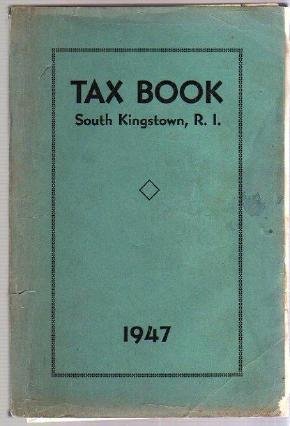 TAX BOOK
South Kingstown, R. I.
1947